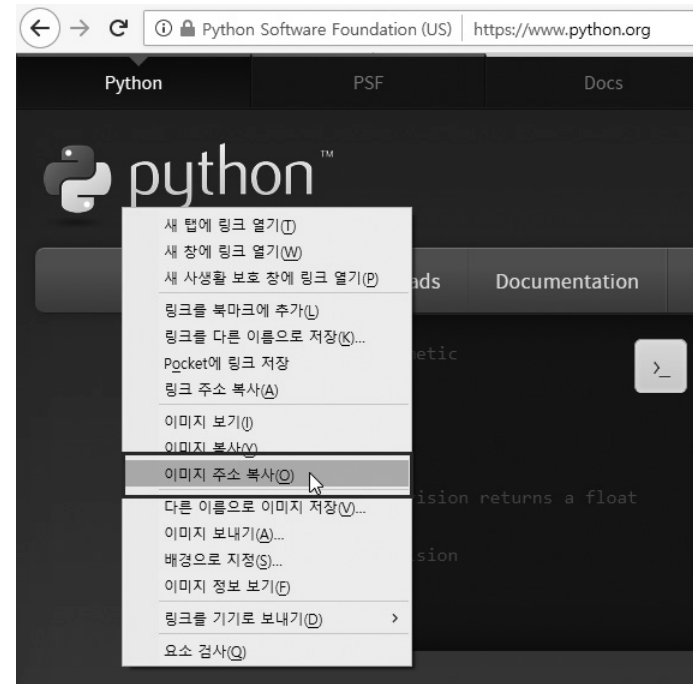 Python Software Foundation (US) https://www.python.org
Python PSF Docs
python™
새 탭에 링크 열기(T)
새 창에 링크 열기(W)
새 사생활 보호 창에 링크 열기(P)
ads Documentation
링크를 북마크에 추가(L)
링크를 다른 이름으로 저장(K)...
etic
Pocket에 링크 저장
>_
링크 주소 복사(A)
이미지 보기(I)
이미지 복사(Y)
이미지 주소 복사(O)
ision returns a float
다른 이름으로 이미지 저장(V)...
이미지 보내기(A)...
sion
배경으로 지정(S)...
이미지 정보 보기(F)
링크를 기기로 보내기(D) >
요소 검사(Q)